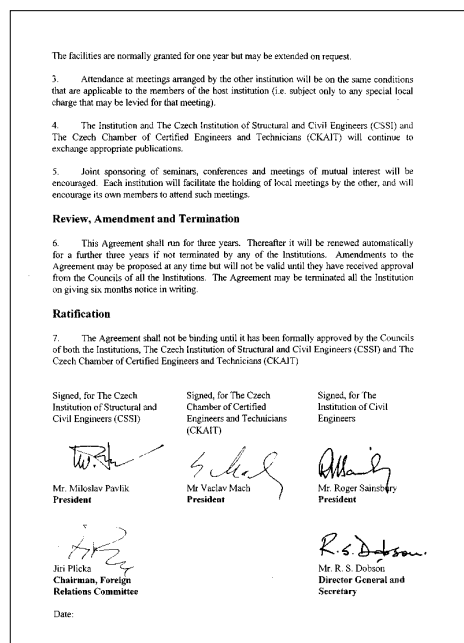 The facilities are normally granted for one year but may be extended on request.
3. Attendance at meetings arranged by the other institution will be on the same conditions
that are applicable to the members of the host institution (i.e. subject only to any special local
charge that may be levied for that meeting).
4. The Institution and The Czech Institution of Structural and Civil Engineers (CSSI) and
The Czech Chamber of Certified Engineers and Technicians (CKAIT) will continue to
exchange appropriate publications.
5. Joint sponsoring of seminars, conferences and meetings of mutual interest will be
encouraged. Each institution will facilitate the holding of local meetings by the other, and will
encourage its own members to attend such meetings.
Review, Amendment and Termination
6. This Agreement shall run for three years. Thereafter it will be renewed automatically
for a further three years if not terminated by any of the Institutions. Amendments to the
Agreement may be proposed at any time but will not be valid until they have received approval
from the Councils of all the Institutions. The Agreement may be terminated all the Institution
on giving six months notice in writing.
Ratification
7. The Agreement shall not be binding until it has been formally approved by the Councils
of both the Institutions, The Czech Institution of Structural and Civil Engineers (CSSI) and The
Czech Chamber of Certified Engineers and Technicians (CKAIT)
Signed, for The Czech
Institution of Structural and
Civil Engineers (CSSI)
Signed, for The Czech
Chamber of Certified
Engineers and Technicians
(CKAIT)
Signed, for The
Institution of Civil
Engineers
Mr. Miloslav Pavlik
President
Mr Vaclav Mach
President
Mr. Roger Sainsbury
President
Jiri Plicka
Chairman, Foreign
Relations Committee
R. S. Dobson.
Mr. R. S. Dobson
Director General and
Secretary
Date: